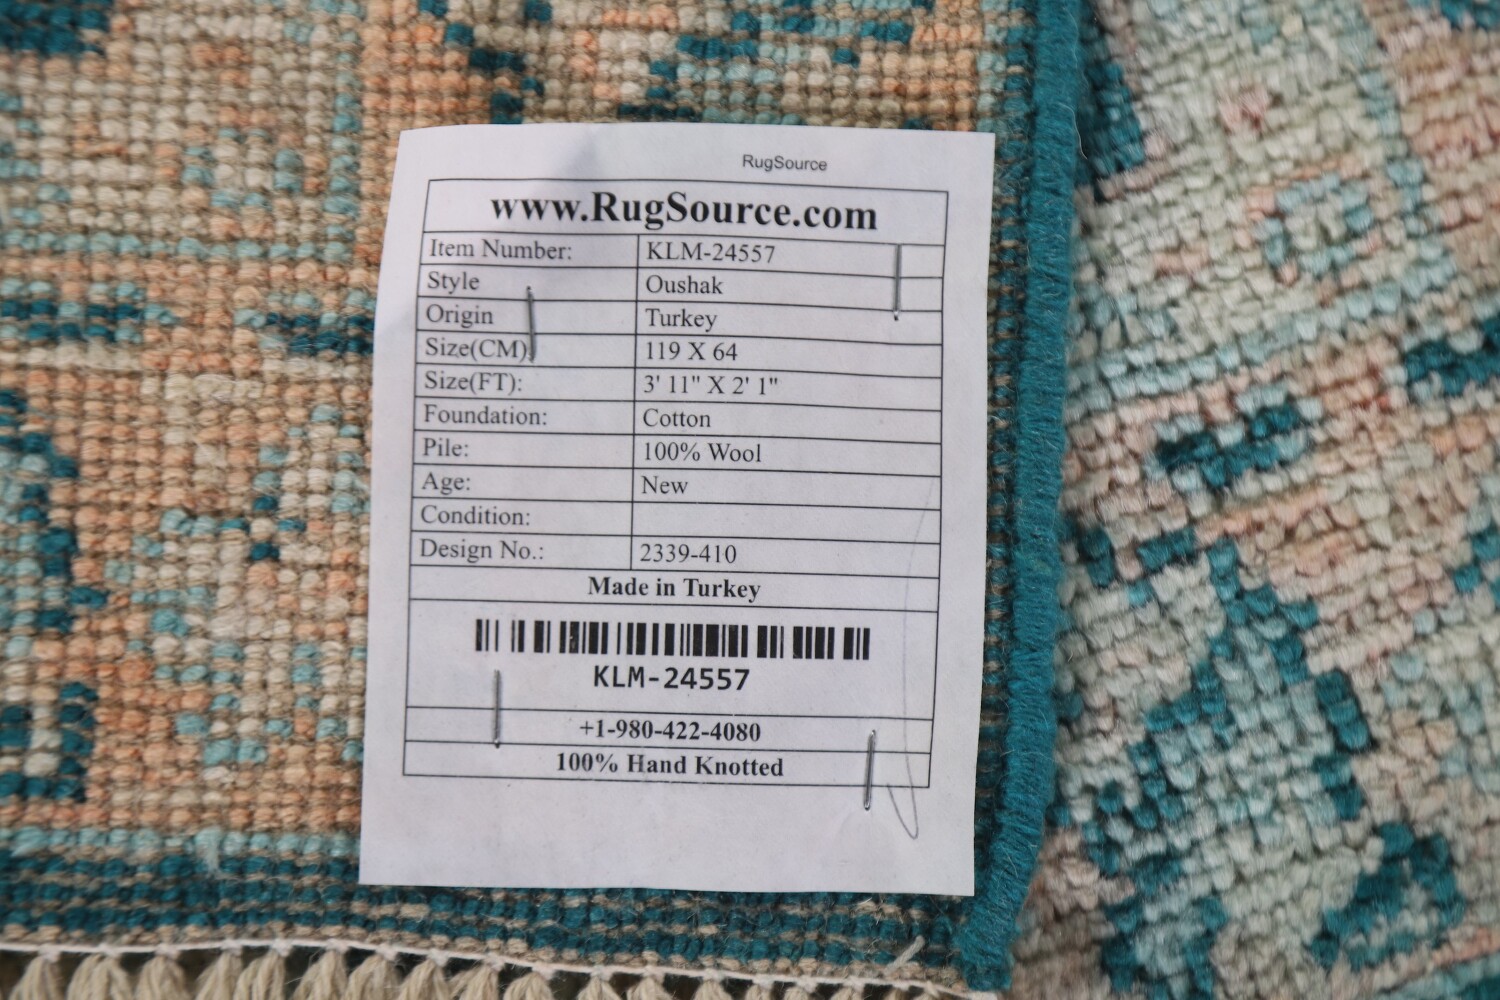 RugSource
www.RugSource.com
Item Number: KLM-24557
Style Oushak
Origin Turkey
Size(CM): 119 X 64
Size(FT): 3' 11" X 2' 1"
Foundation: Cotton
Pile: 100% Wool
Age: New
Condition:
Design No.: 2339-410
Made in Turkey
KLM-24557
+1-980-422-4080
100% Hand Knotted